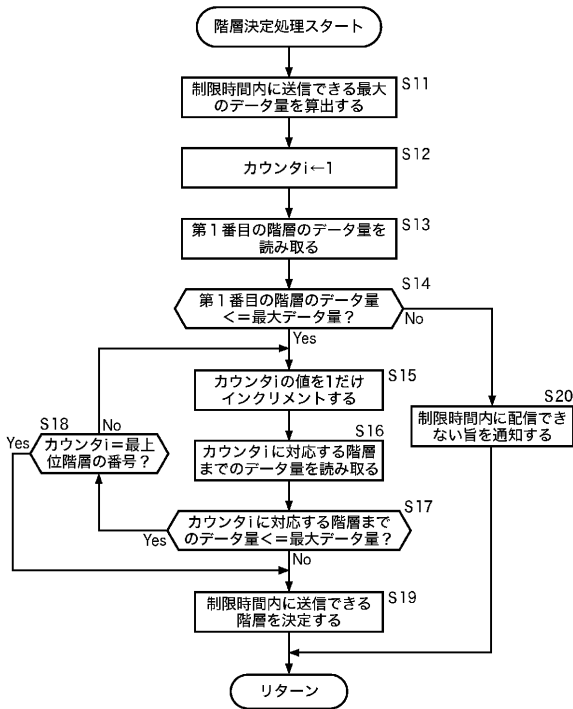 階層決定処理スタート
S11
制限時間内に送信できる最大
のデータ量を算出する
S12
カウンタi←1
S13
第1番目の階層のデータ量を
読み取る
S14
第1番目の階層のデータ量
<=最大データ量?
No
Yes
S15
カウンタiの値を1だけ
インクリメントする
S20
制限時間内に配信でき
ない旨を通知する
S18
No
Yes
カウンタi=最上
位階層の番号?
S16
カウンタiに対応する階層
までのデータ量を読み取る
S17
カウンタiに対応する階層まで
のデータ量<=最大データ量?
Yes
No
S19
制限時間内に送信できる
階層を決定する
リターン